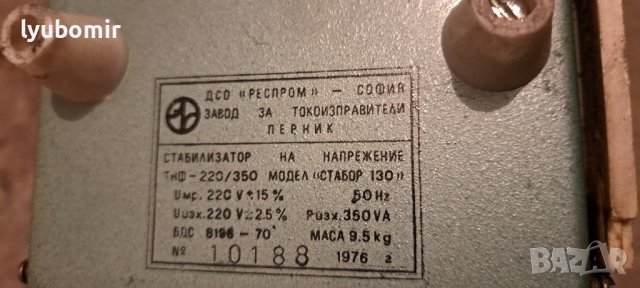 lyubomir
ДСО „РЕСПРОМ" – СОФИЯ
ЗАВОД ЗА ТОКОИЗПРАВИТЕЛИ
ПЕРНИК
СТАБИЛИЗАТОР НА НАПРЕЖЕНИЕ
ТНФ-220/350 МОДЕЛ „СТАБОР 130"
Uмр. 220 V ±15% 50 Hz
Uизх. 220 V ± 2.5% Pизх. 350 VA
БДС 8196 – 70° МАСА 9.5 kg
№ 10188 1976 г
BAZAR